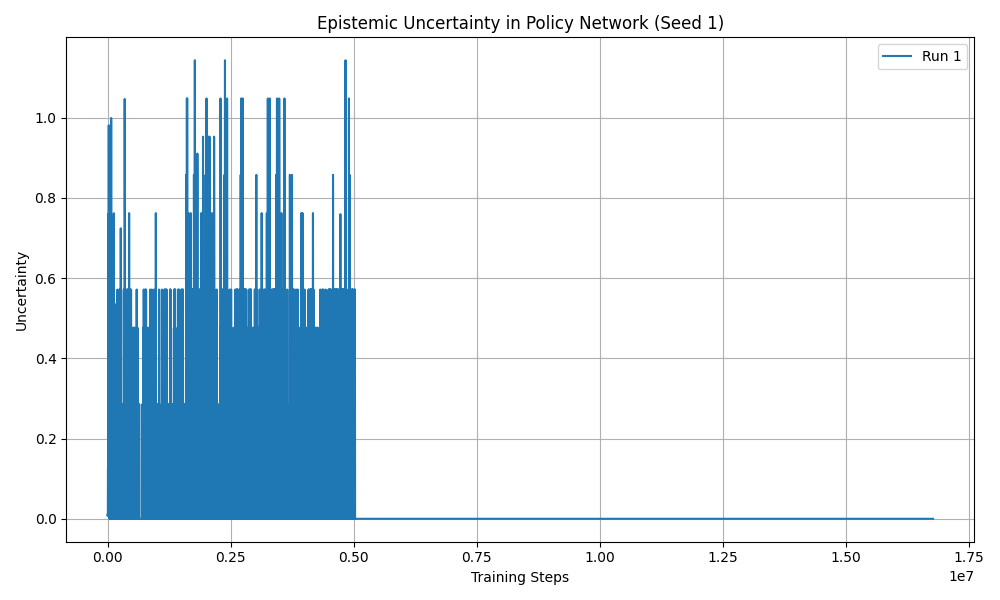 Epistemic Uncertainty in Policy Network (Seed 1)
Run 1
Uncertainty
1.0
0.8
0.6
0.4
0.2
0.0
0.00 0.25 0.50 0.75 1.00 1.25 1.50 1.75
1e7
Training Steps